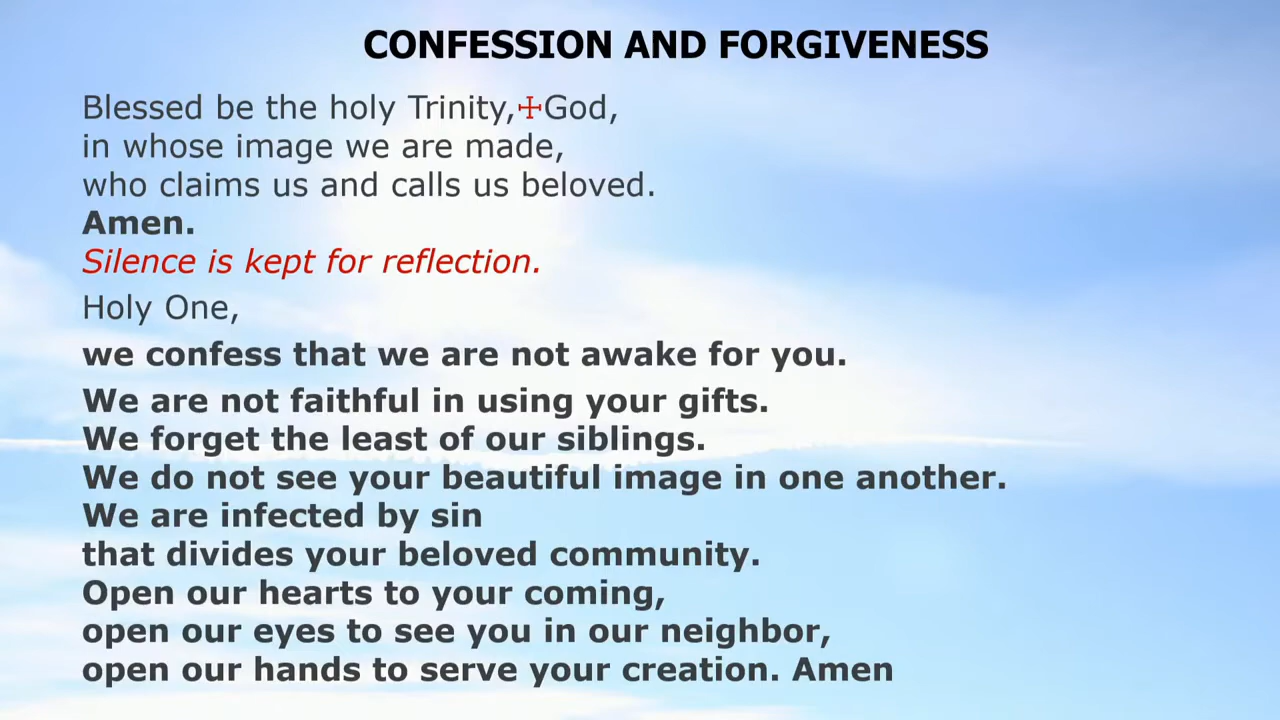 CONFESSION AND FORGIVENESS
Blessed be the holy Trinity,☩God,
in whose image we are made,
who claims us and calls us beloved.
Amen.
Silence is kept for reflection.
Holy One,
we confess that we are not awake for you.
We are not faithful in using your gifts.
We forget the least of our siblings.
We do not see your beautiful image in one another.
We are infected by sin
that divides your beloved community.
Open our hearts to your coming,
open our eyes to see you in our neighbor,
open our hands to serve your creation. Amen